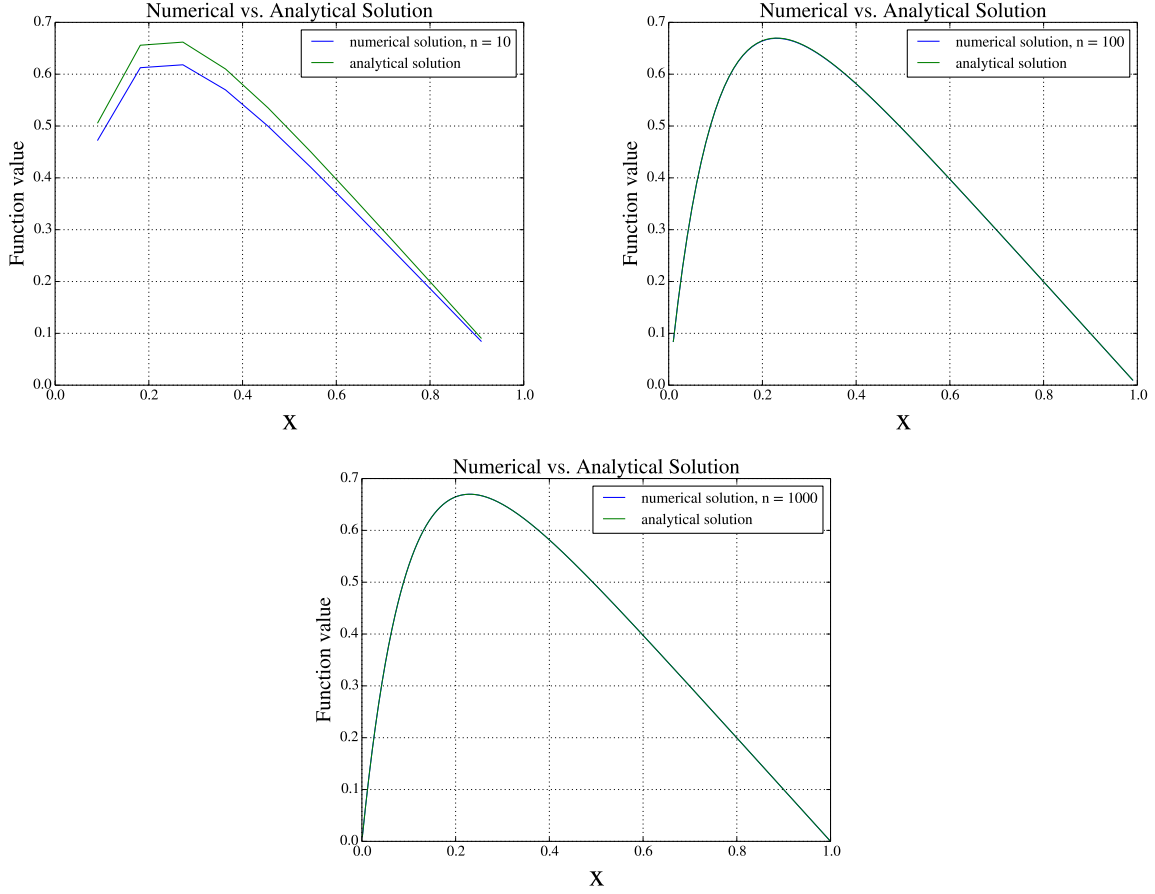 Numerical vs. Analytical Solution
0.7
0.6
0.5
0.4
0.3
0.2
0.1
0.0
Function value
numerical solution, n = 10
analytical solution
0.0 0.2 0.4 0.6 0.8 1.0
x
Numerical vs. Analytical Solution
0.7
0.6
0.5
0.4
0.3
0.2
0.1
0.0
Function value
numerical solution, n = 100
analytical solution
0.0 0.2 0.4 0.6 0.8 1.0
x
Numerical vs. Analytical Solution
0.7
0.6
0.5
0.4
0.3
0.2
0.1
0.0
Function value
numerical solution, n = 1000
analytical solution
0.0 0.2 0.4 0.6 0.8 1.0
x